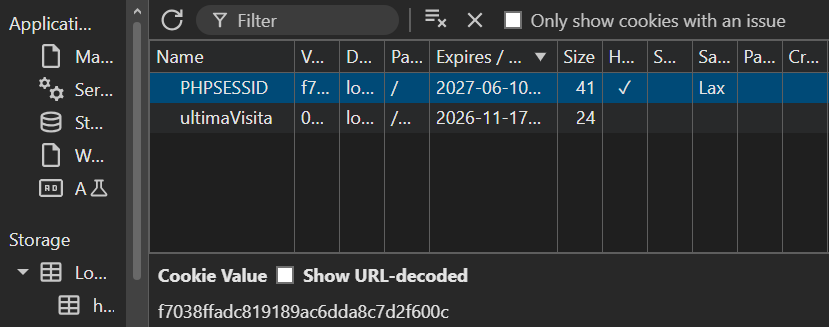 Applicati...
Ma...
Ser...
St...
W...
A
Storage
Lo...
h...
Filter
Only show cookies with an issue
Name V... D... Pa... Expires / ... Size H... S... Sa... Pa... Cr...
PHPSESSID f7... lo... / 2027-06-10... 41 ✓ Lax
ultimaVisita 0... lo... /... 2026-11-17... 24
Cookie Value Show URL-decoded
f7038ffadc819189ac6dda8c7d2f600c